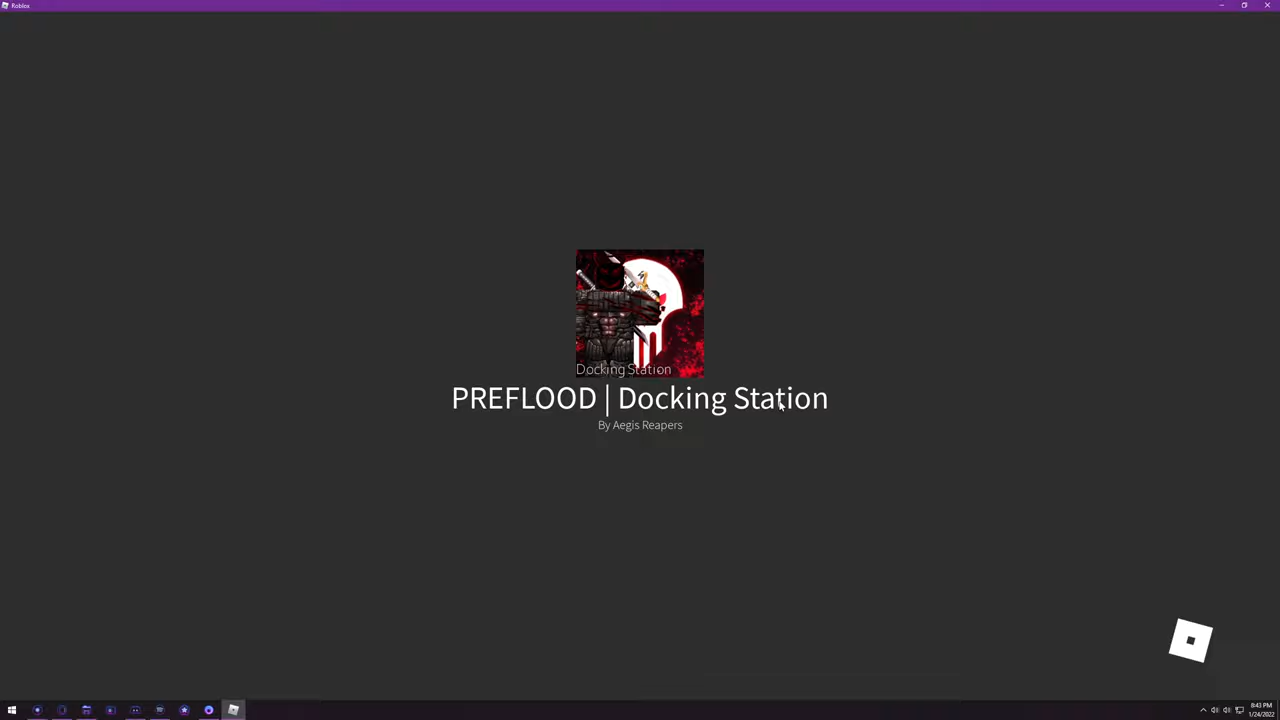 Roblox
Docking Station
PREFLOOD | Docking Station
By Aegis Reapers
8:43 PM
1/24/2022